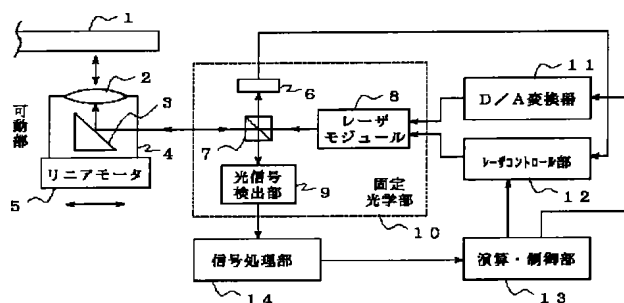 1
2
3
可動部
4
5
リニアモータ
6
7
8
レーザ
モジュール
光信号
検出部
9
固定
光学部
10
11
D/A変換器
レーザコントロール部
12
信号処理部
14
演算・制御部
13